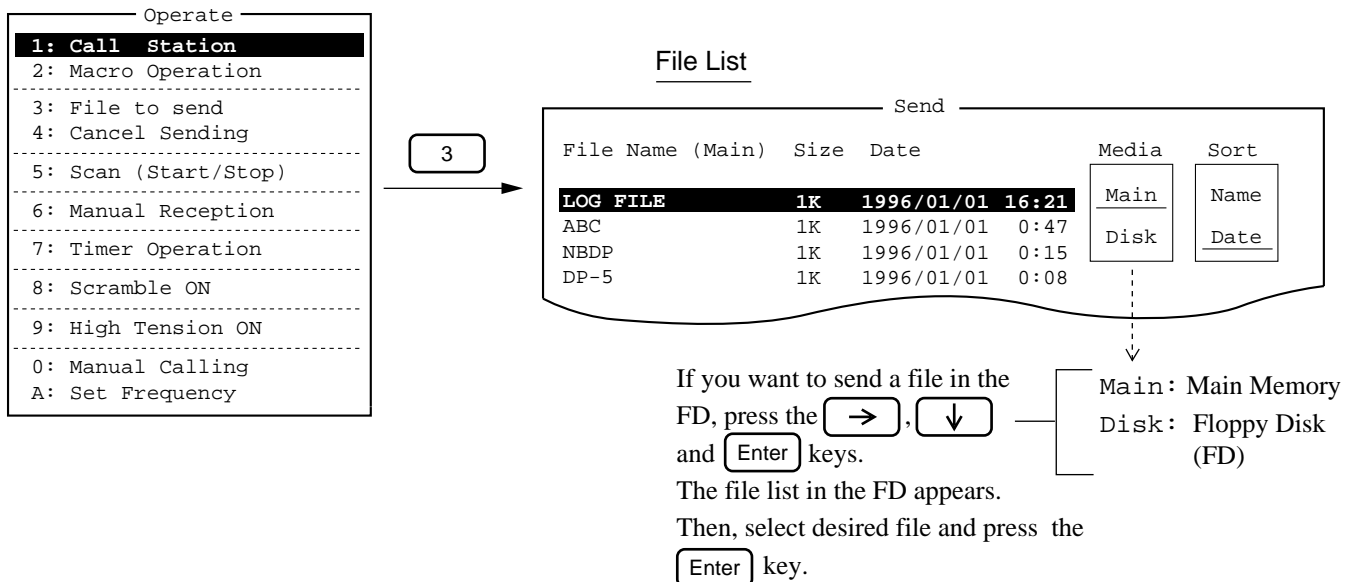 Operate
1: Call Station
2: Macro Operation
3: File to send
4: Cancel Sending
5: Scan (Start/Stop)
6: Manual Reception
7: Timer Operation
8: Scramble ON
9: High Tension ON
0: Manual Calling
A: Set Frequency
3
File List
Send
File Name (Main) Size Date Media Sort
LOG FILE 1K 1996/01/01 16:21 Main Name
ABC 1K 1996/01/01 0:47
NBDP 1K 1996/01/01 0:15 Disk Date
DP-5 1K 1996/01/01 0:08
If you want to send a file in the
FD, press the →, ↓
and Enter keys.
The file list in the FD appears.
Then, select desired file and press the
Enter key.
Main: Main Memory
Disk: Floppy Disk
(FD)